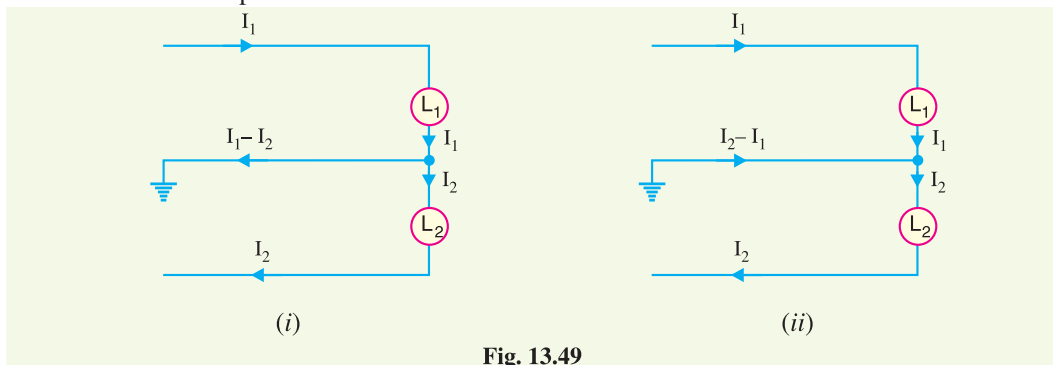 I₁ I₁
L₁ L₁
I₁– I₂ I₁ I₂– I₁ I₁
I₂ I₂
L₂ L₂
I₂ I₂
(i) (ii)
Fig. 13.49